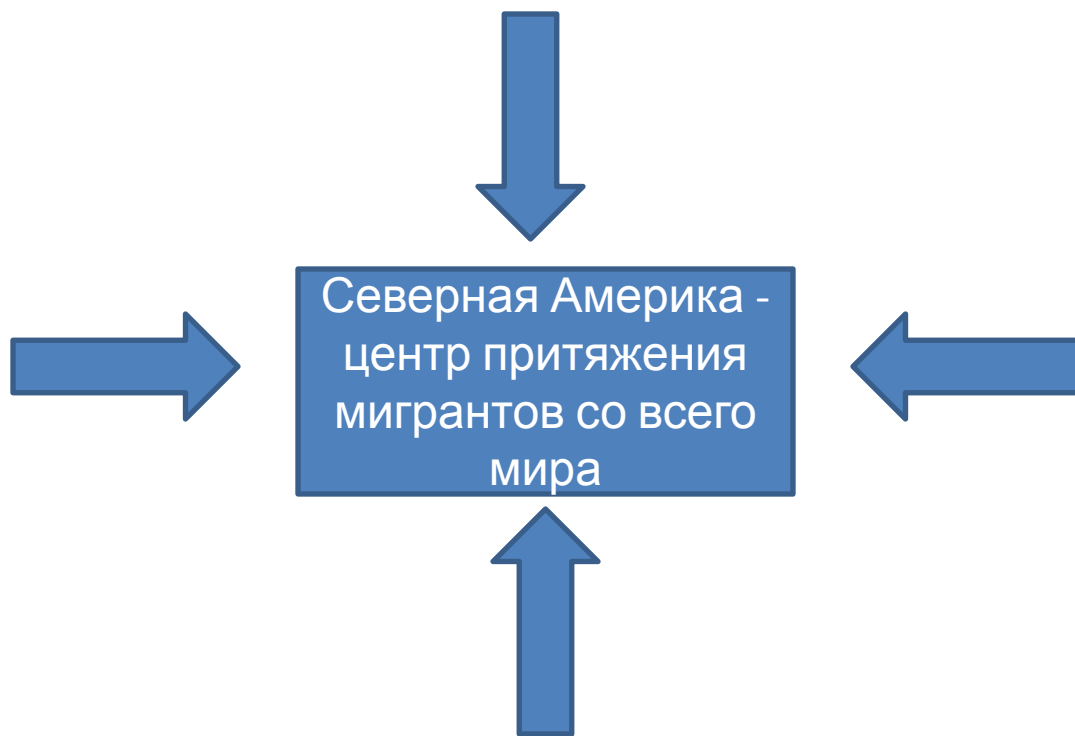 Северная Америка -
центр притяжения
мигрантов со всего
мира